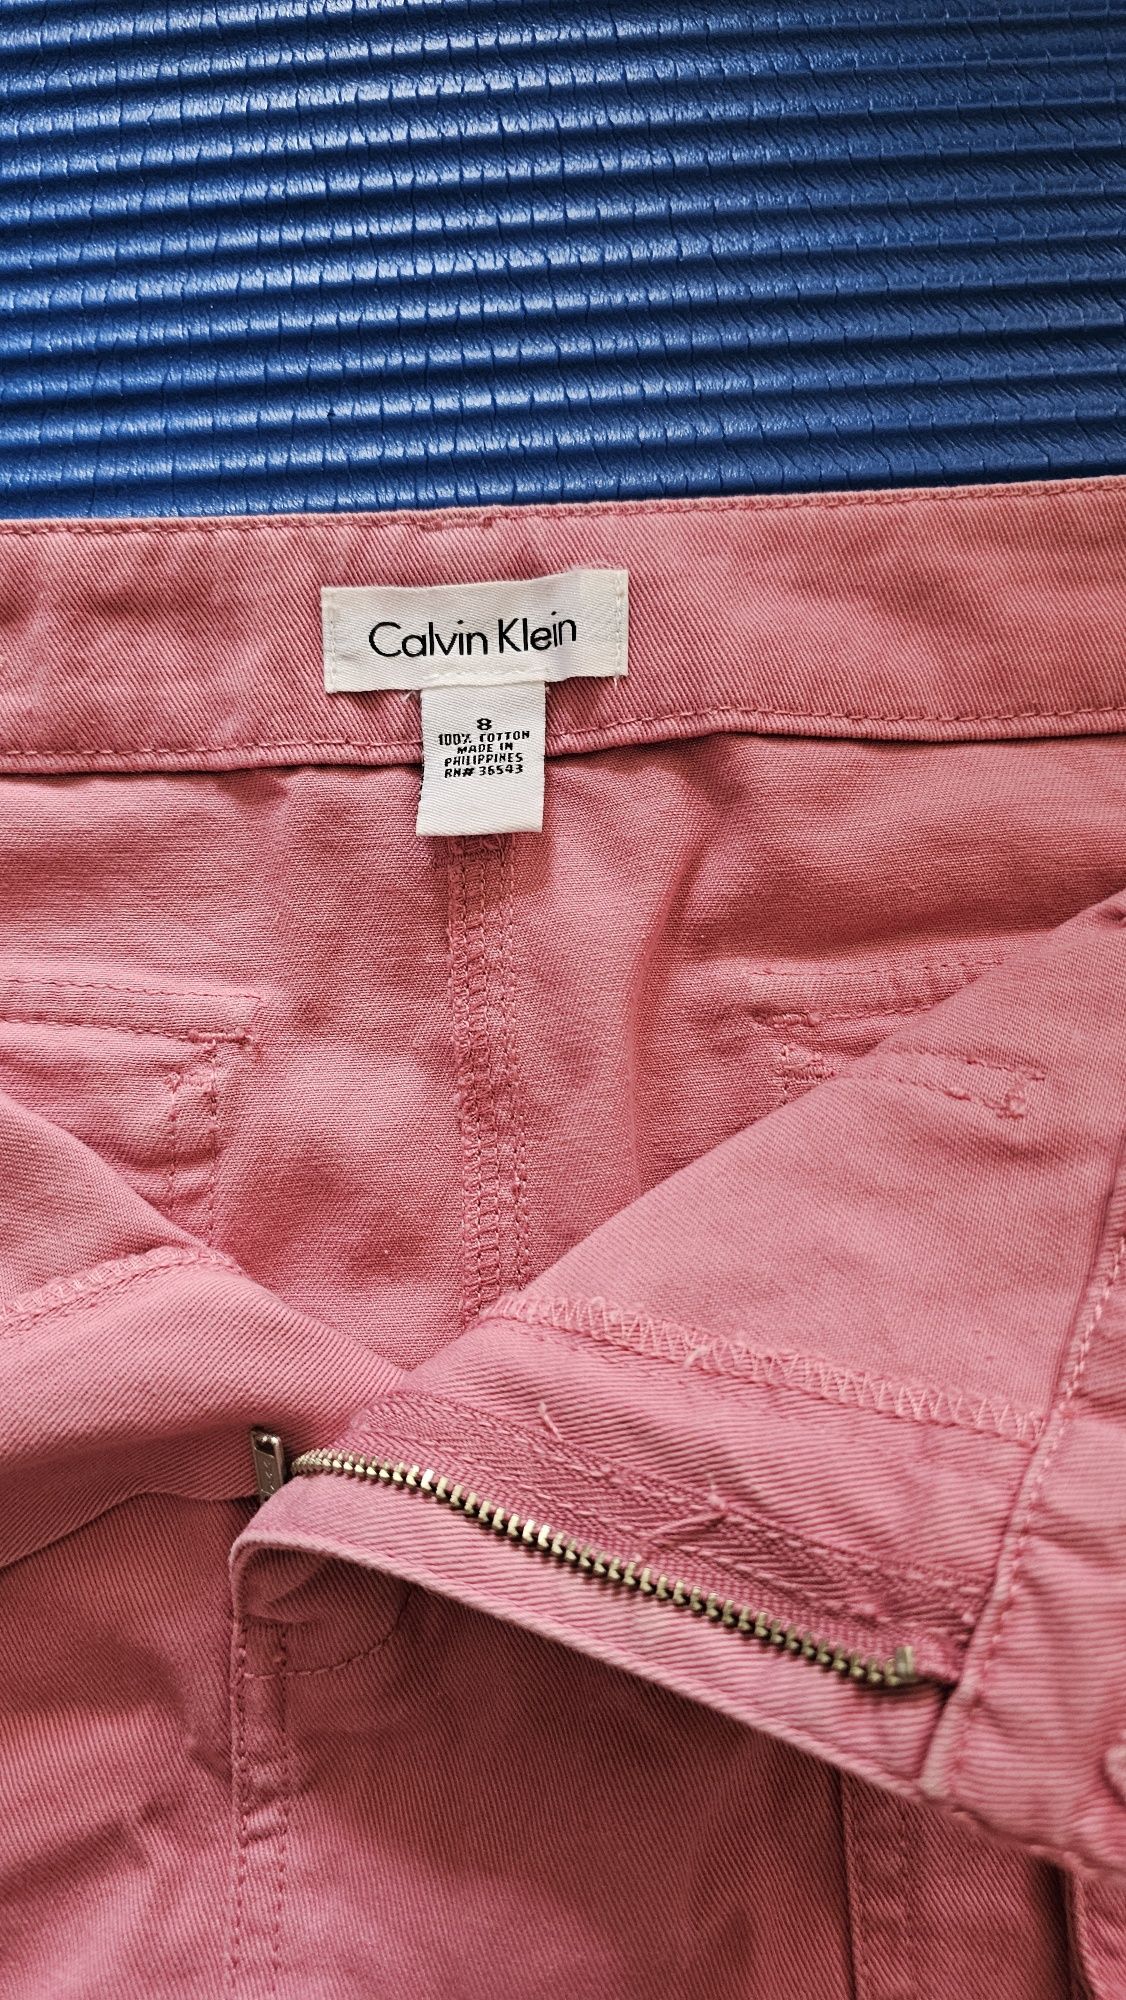 Calvin Klein
8
100% COTTON
MADE IN
PHILIPPINES
RN# 36543